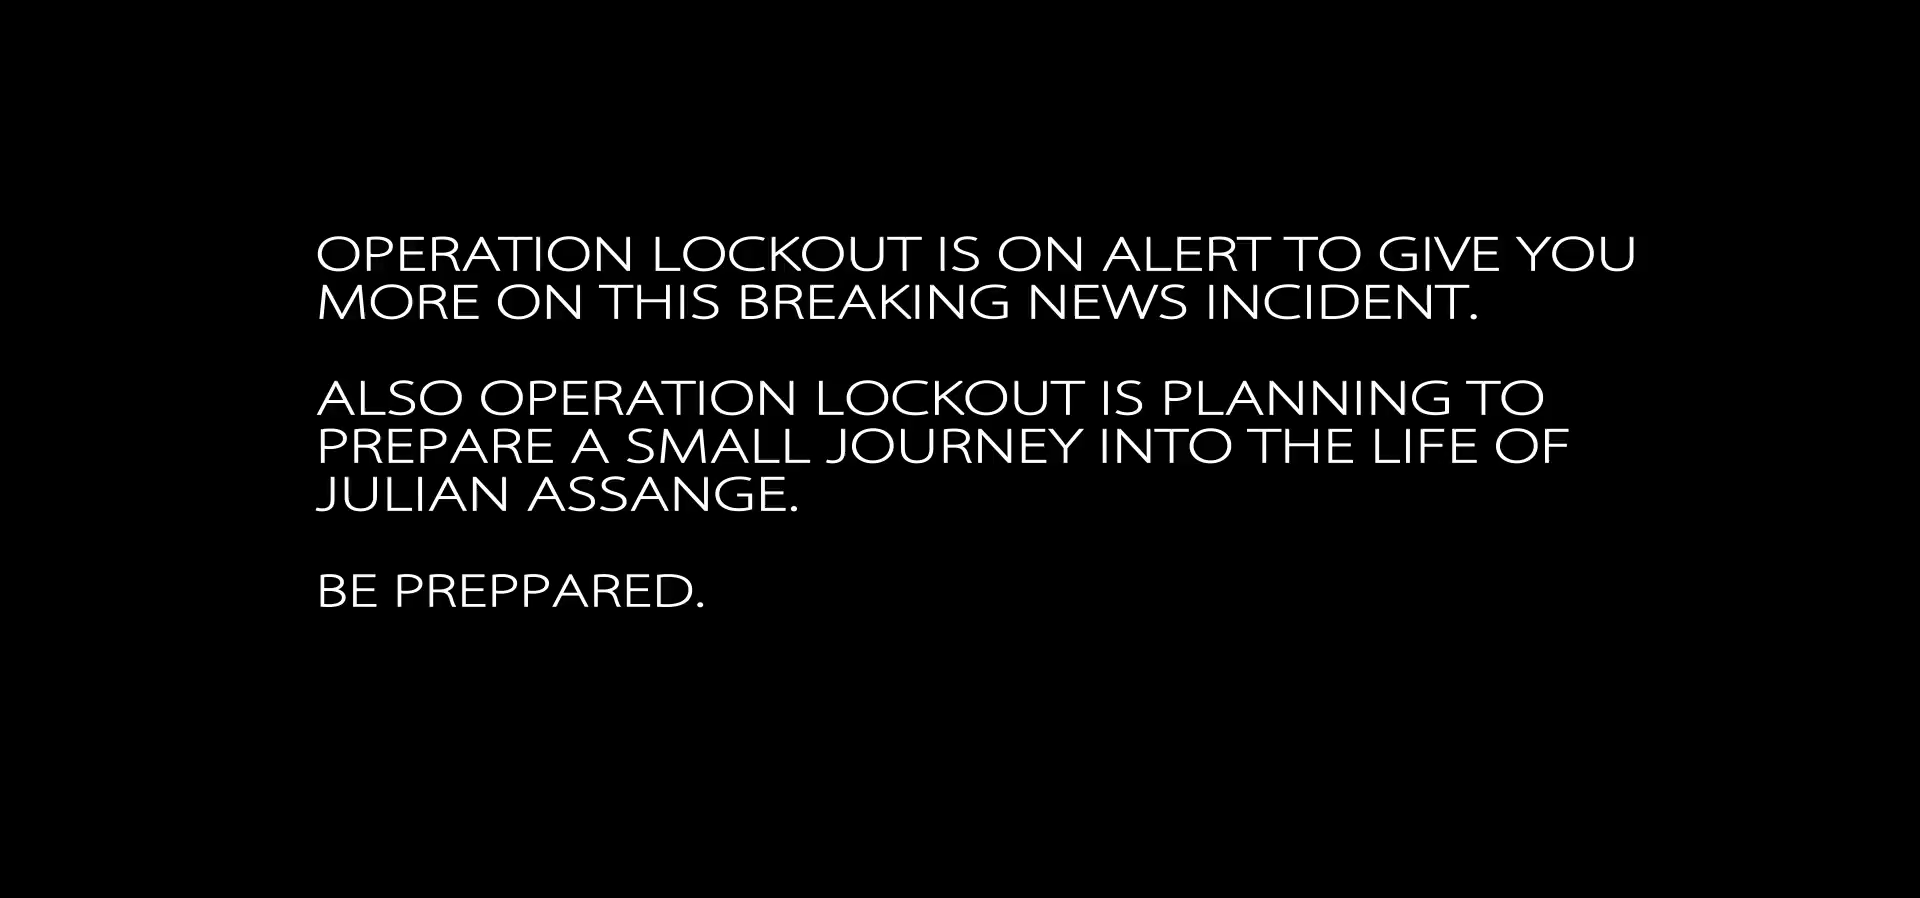 OPERATION LOCKOUT IS ON ALERT TO GIVE YOU
MORE ON THIS BREAKING NEWS INCIDENT.
ALSO OPERATION LOCKOUT IS PLANNING TO
PREPARE A SMALL JOURNEY INTO THE LIFE OF
JULIAN ASSANGE.
BE PREPPARED.